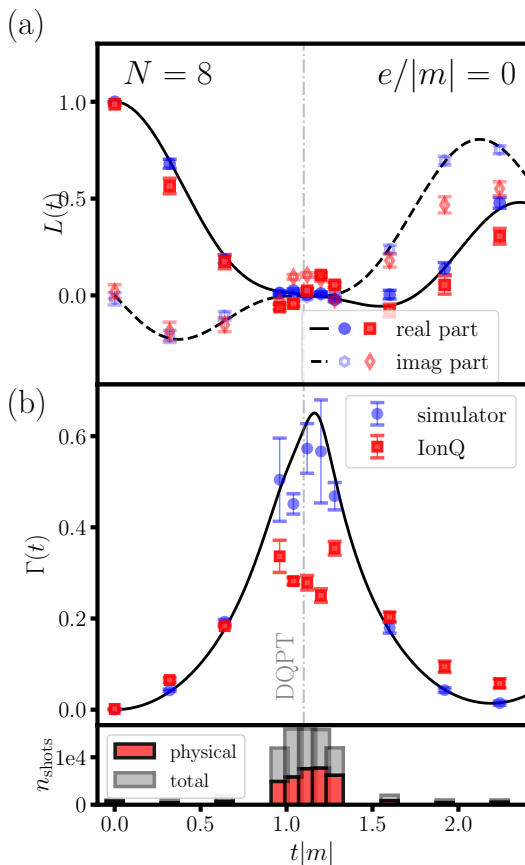 (a)
N = 8
e/|m| = 0
1.0
0.5
0.0
L(t)
real part
imag part
(b)
simulator
IonQ
0.6
0.4
0.2
0.0
Γ(t)
DQPT
1e4
0
n_shots
physical
total
0.0 0.5 1.0 1.5 2.0
t|m|